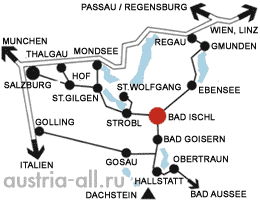 PASSAU / REGENSBURG
WIEN, LINZ
MUNCHEN
THALGAU
MONDSEE
REGAU
GMUNDEN
SALZBURG
HOF
ST.WOLFGANG
EBENSEE
ST.GILGEN
STROBL
BAD ISCHL
GOLLING
BAD GOISERN
GOSAU
OBERTRAUN
ITALIEN
HALLSTATT
BAD AUSSEE
DACHSTEIN
austria-all.ru